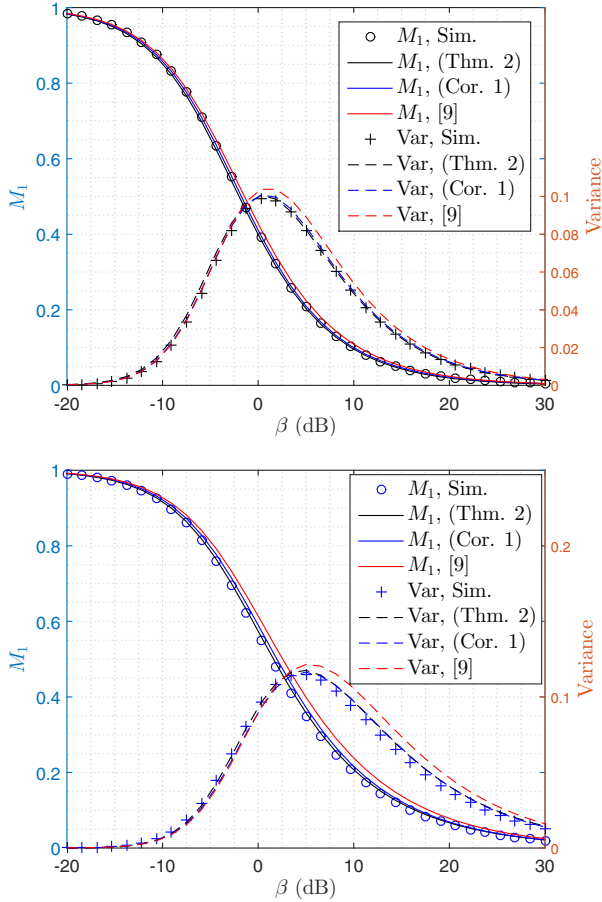 1
0.8
0.6
0.4
0.2
0
M₁
M₁, Sim.
M₁, (Thm. 2)
M₁, (Cor. 1)
M₁, [9]
Var, Sim.
Var, (Thm. 2)
Var, (Cor. 1)
Var, [9]
0.1
0.08
0.06
0.04
0.02
0
Variance
-20 -10 0 10 20 30
β (dB)
1
0.8
0.6
0.4
0.2
0
M₁
M₁, Sim.
M₁, (Thm. 2)
M₁, (Cor. 1)
M₁, [9]
Var, Sim.
Var, (Thm. 2)
Var, (Cor. 1)
Var, [9]
0.2
0.1
0
Variance
-20 -10 0 10 20 30
β (dB)